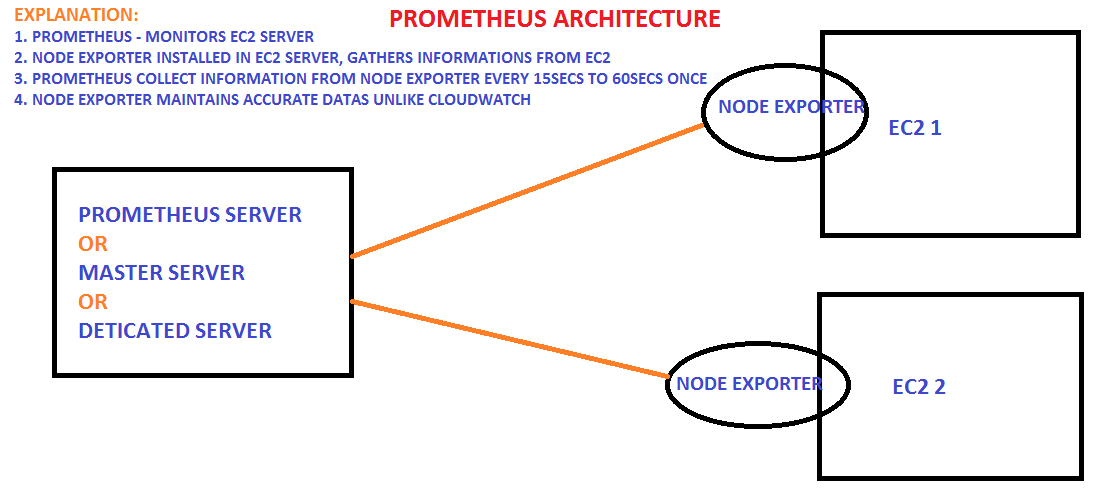 PROMETHEUS ARCHITECTURE
EXPLANATION:
1. PROMETHEUS - MONITORS EC2 SERVER
2. NODE EXPORTER INSTALLED IN EC2 SERVER, GATHERS INFORMATIONS FROM EC2
3. PROMETHEUS COLLECT INFORMATION FROM NODE EXPORTER EVERY 15SECS TO 60SECS ONCE
4. NODE EXPORTER MAINTAINS ACCURATE DATAS UNLIKE CLOUDWATCH
NODE EXPORTER
EC2 1
PROMETHEUS SERVER
OR
MASTER SERVER
OR
DETICATED SERVER
NODE EXPORTER
EC2 2